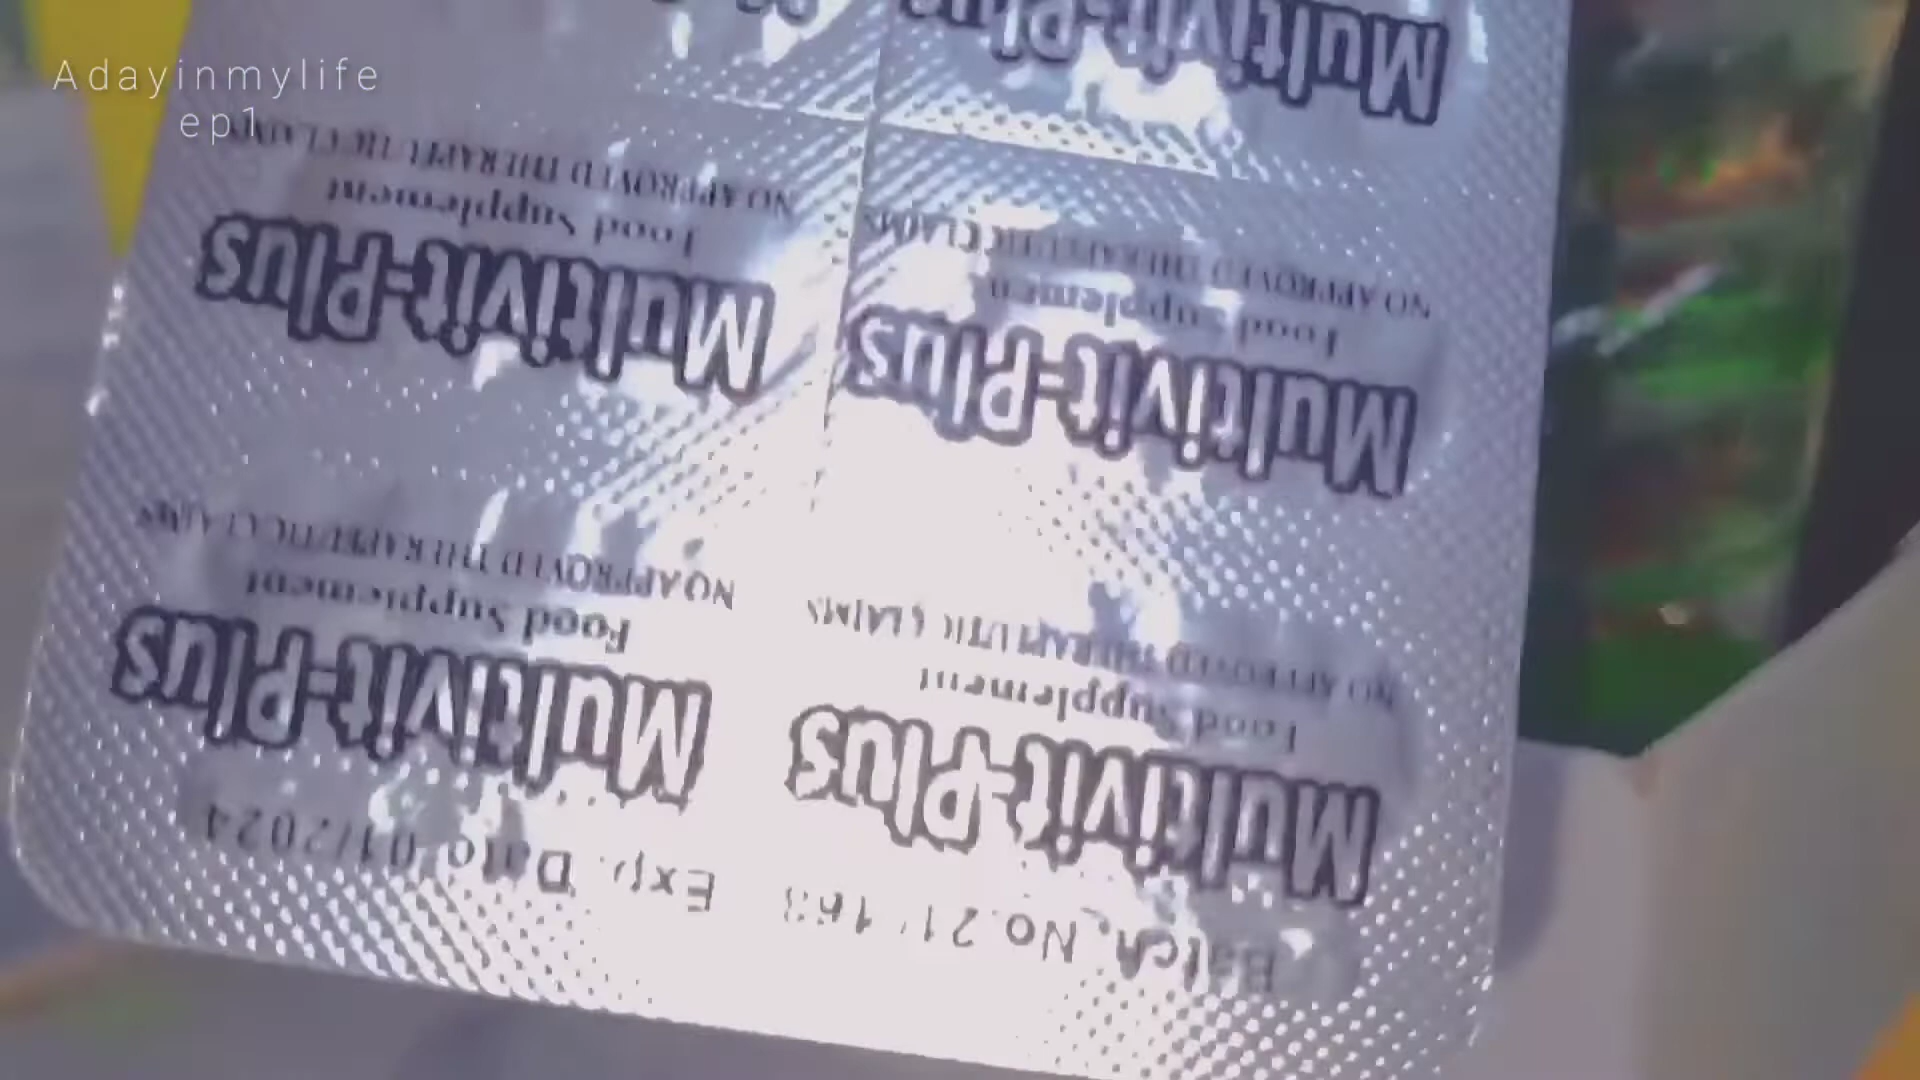 Adayinmylife
ep1
Multivit-Plus
Multivit-Plus
Food Supplement
NO APPROVED THERAPEUTIC CLAIMS
Multivit-Plus
Food Supplement
NO APPROVED THERAPEUTIC CLAIMS
Multivit-Plus
Food Supplement
NO APPROVED THERAPEUTIC CLAIMS
Multivit-Plus
Food Supplement
NO APPROVED THERAPEUTIC CLAIMS
Batch No. Exp. Date 01/2024